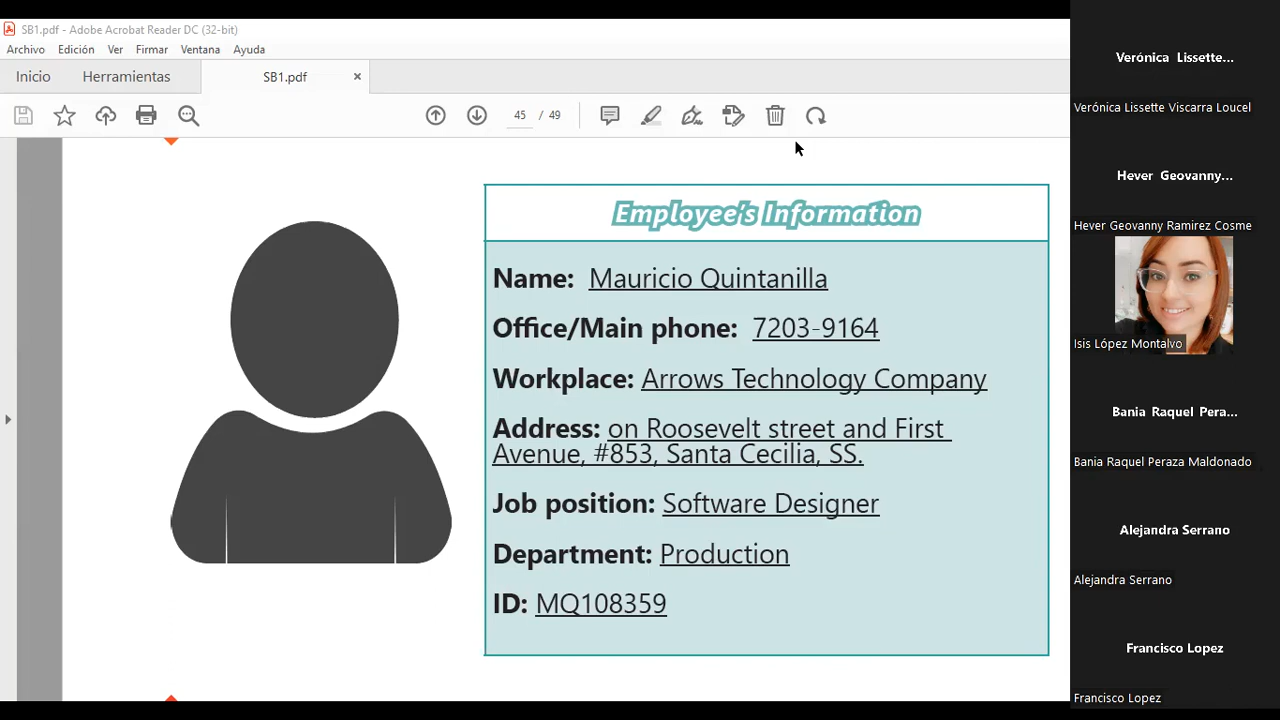 SB1.pdf - Adobe Acrobat Reader DC (32-bit)
Archivo Edición Ver Firmar Ventana Ayuda
Inicio Herramientas SB1.pdf ×
45 / 49
Employee's Information
Name: Mauricio Quintanilla
Office/Main phone: 7203-9164
Workplace: Arrows Technology Company
Address: on Roosevelt street and First
Avenue, #853, Santa Cecilia, SS.
Job position: Software Designer
Department: Production
ID: MQ108359
Verónica Lissette...
Verónica Lissette Viscarra Loucel
Hever Geovanny...
Hever Geovanny Ramirez Cosme
Isis López Montalvo
Bania Raquel Pera...
Bania Raquel Peraza Maldonado
Alejandra Serrano
Alejandra Serrano
Francisco Lopez
Francisco Lopez